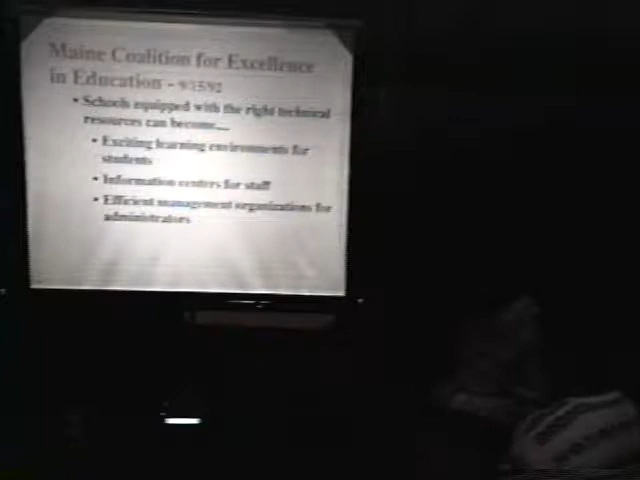 Maine Coalition for Excellence
in Education -
• Schools equipped with the right technical
resources can become....
• Exciting learning environments for
students
• Information centers for staff
• Efficient management organizations for
administrators